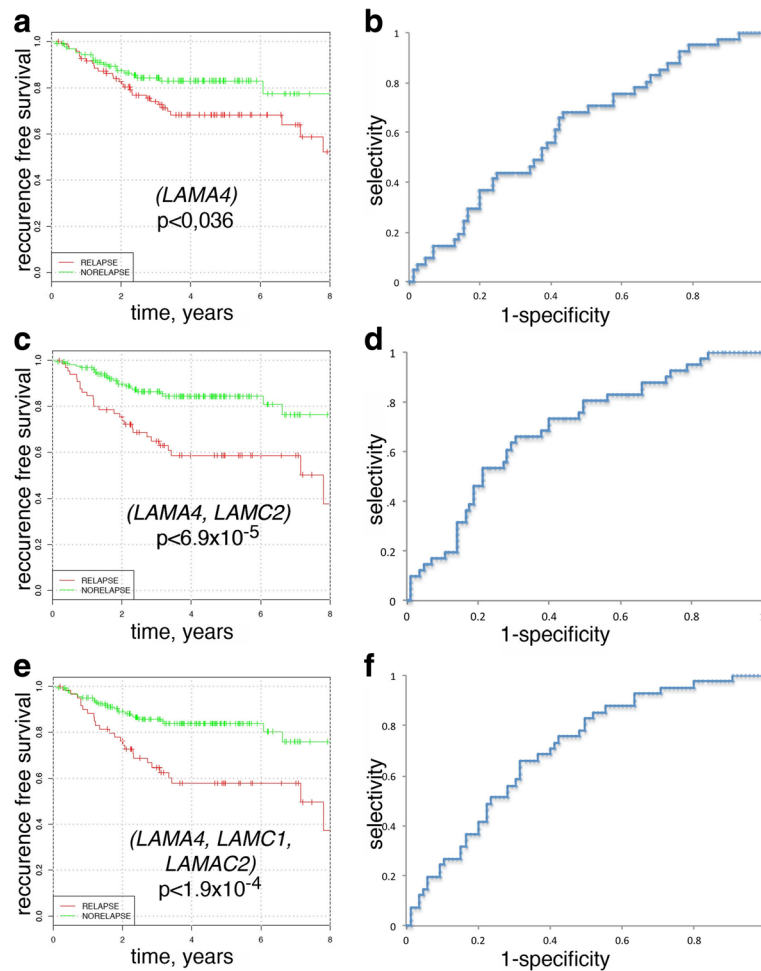 a
reccurence free survival
1.0
0.8
0.6
0.4
0.2
0.0
(LAMA4)
p<0,036
RELAPSE
NORELAPSE
0
2
4
6
8
time, years
b
selectivity
1
0.8
0.6
0.4
0.2
0
0
0.2
0.4
0.6
0.8
1-specificity
c
reccurence free survival
1.0
0.8
0.6
0.4
0.2
0.0
(LAMA4, LAMC2)
p<6.9x10-5
RELAPSE
NORELAPSE
0
2
4
6
8
time, years
d
selectivity
1
0.8
0.6
0.4
0.2
0
0
0.2
0.4
0.6
0.8
1-specificity
e
reccurence free survival
1.0
0.8
0.6
0.4
0.2
0.0
(LAMA4, LAMC1,
LAMAC2)
p<1.9x10-4
RELAPSE
NORELAPSE
0
2
4
6
8
time, years
f
selectivity
1
0.8
0.6
0.4
0.2
0
0
0.2
0.4
0.6
0.8
1-specificity